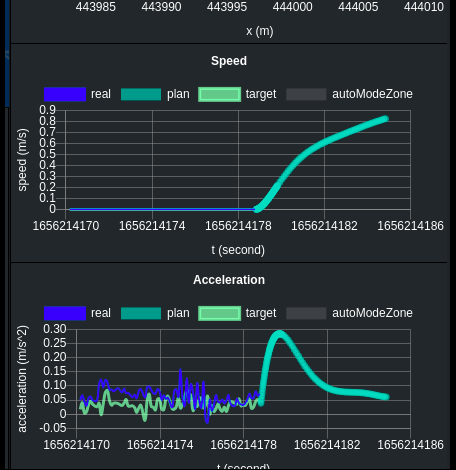 443985 443990 443995 444000 444005 444010
x (m)
Speed
real plan target autoModeZone
0.9
0.8
0.7
0.6
0.5
0.4
0.3
0.2
0.1
0
speed (m/s)
1656214170 1656214174 1656214178 1656214182 1656214186
t (second)
Acceleration
real plan target autoModeZone
0.30
0.25
0.20
0.15
0.10
0.05
0
-0.05
acceleration (m/s^2)
1656214170 1656214174 1656214178 1656214182 1656214186
t (second)